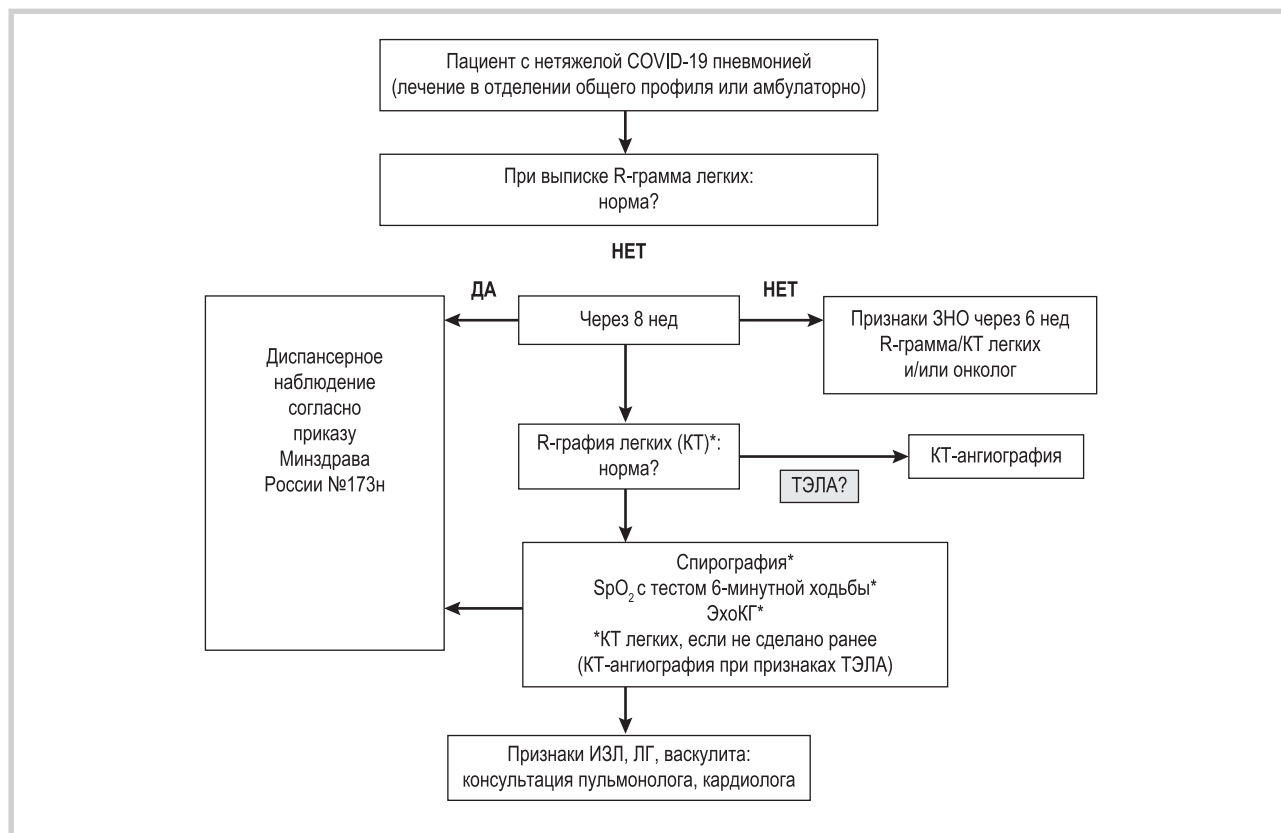 Пациент с нетяжелой COVID-19 пневмонией
(лечение в отделении общего профиля или амбулаторно)
При выписке R-грамма легких:
норма?
НЕТ
ДА
НЕТ
Диспансерное
наблюдение
согласно
приказу
Минздрава
России №173н
Через 8 нед
Признаки ЗНО через 6 нед
R-грамма/КТ легких
и/или онколог
R-графия легких (КТ)*:
норма?
ТЭЛА?
КТ-ангиография
Спирография*
SpO₂ с тестом 6-минутной ходьбы*
ЭхоКГ*
*КТ легких, если не сделано ранее
(КТ-ангиография при признаках ТЭЛА)
Признаки ИЗЛ, ЛГ, васкулита:
консультация пульмонолога, кардиолога